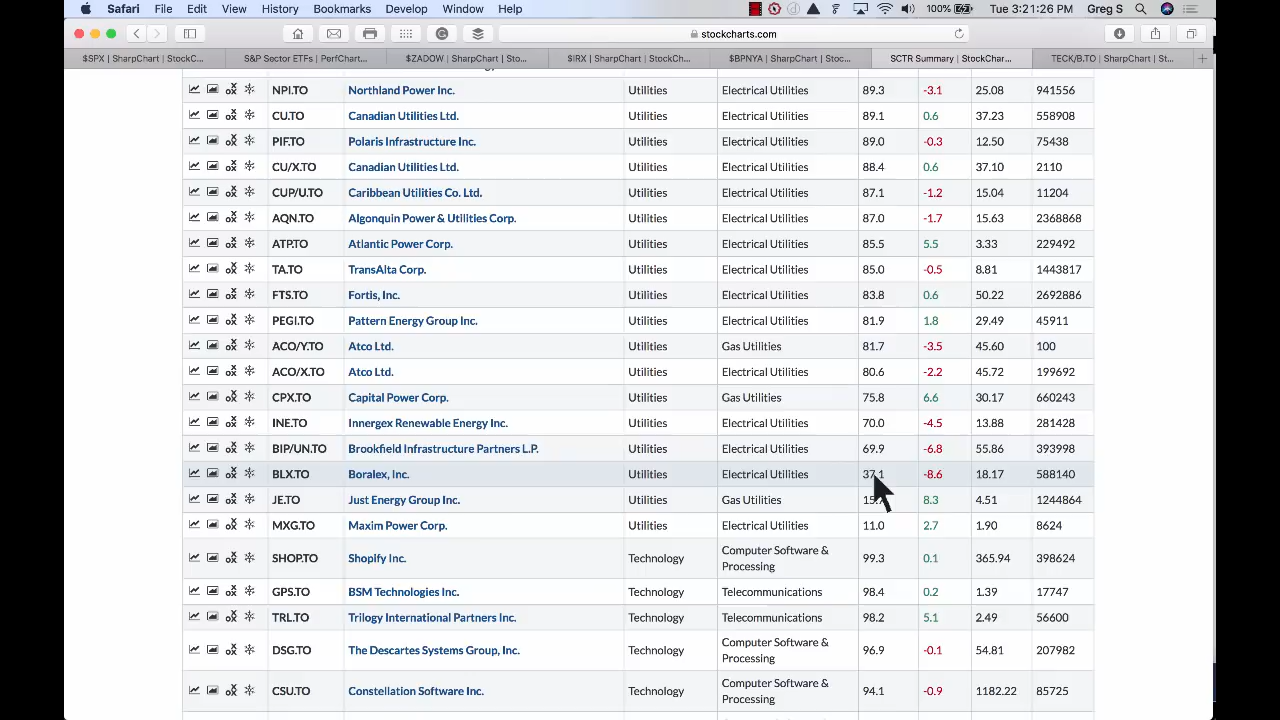 Safari File Edit View History Bookmarks Develop Window Help 100% Tue 3:21:26 PM Greg S
stockcharts.com
$SPX | SharpChart | StockC... S&P Sector ETFs | PerfChart... $ZADOW | SharpChart | Sto... $IRX | SharpChart | StockCh... $BPNYA | SharpChart | Stoc... SCTR Summary | StockChar... TECK/B.TO | SharpChart | St...
NPI.TO Northland Power Inc. Utilities Electrical Utilities 89.3 -3.1 25.08 941556
CU.TO Canadian Utilities Ltd. Utilities Electrical Utilities 89.1 0.6 37.23 558908
PIF.TO Polaris Infrastructure Inc. Utilities Electrical Utilities 89.0 -0.3 12.50 75438
CU/X.TO Canadian Utilities Ltd. Utilities Electrical Utilities 88.4 0.6 37.10 2110
CUP/U.TO Caribbean Utilities Co. Ltd. Utilities Electrical Utilities 87.1 -1.2 15.04 11204
AQN.TO Algonquin Power & Utilities Corp. Utilities Electrical Utilities 87.0 -1.7 15.63 2368868
ATP.TO Atlantic Power Corp. Utilities Electrical Utilities 85.5 5.5 3.33 229492
TA.TO TransAlta Corp. Utilities Electrical Utilities 85.0 -0.5 8.81 1443817
FTS.TO Fortis, Inc. Utilities Electrical Utilities 83.8 0.6 50.22 2692886
PEGI.TO Pattern Energy Group Inc. Utilities Electrical Utilities 81.9 1.8 29.49 45911
ACO/Y.TO Atco Ltd. Utilities Gas Utilities 81.7 -3.5 45.60 100
ACO/X.TO Atco Ltd. Utilities Electrical Utilities 80.6 -2.2 45.72 199692
CPX.TO Capital Power Corp. Utilities Gas Utilities 75.8 6.6 30.17 660243
INE.TO Innergex Renewable Energy Inc. Utilities Electrical Utilities 70.0 -4.5 13.88 281428
BIP/UN.TO Brookfield Infrastructure Partners L.P. Utilities Electrical Utilities 69.9 -6.8 55.86 393998
BLX.TO Boralex, Inc. Utilities Electrical Utilities 37.1 -8.6 18.17 588140
JE.TO Just Energy Group Inc. Utilities Gas Utilities 8.3 4.51 1244864
MXG.TO Maxim Power Corp. Utilities Electrical Utilities 11.0 2.7 1.90 8624
SHOP.TO Shopify Inc. Technology Computer Software & Processing 99.3 0.1 365.94 398624
GPS.TO BSM Technologies Inc. Technology Telecommunications 98.4 0.2 1.39 17747
TRL.TO Trilogy International Partners Inc. Technology Telecommunications 98.2 5.1 2.49 56600
DSG.TO The Descartes Systems Group, Inc. Technology Computer Software & Processing 96.9 -0.1 54.81 207982
CSU.TO Constellation Software Inc. Technology Computer Software & Processing 94.1 -0.9 1182.22 85725